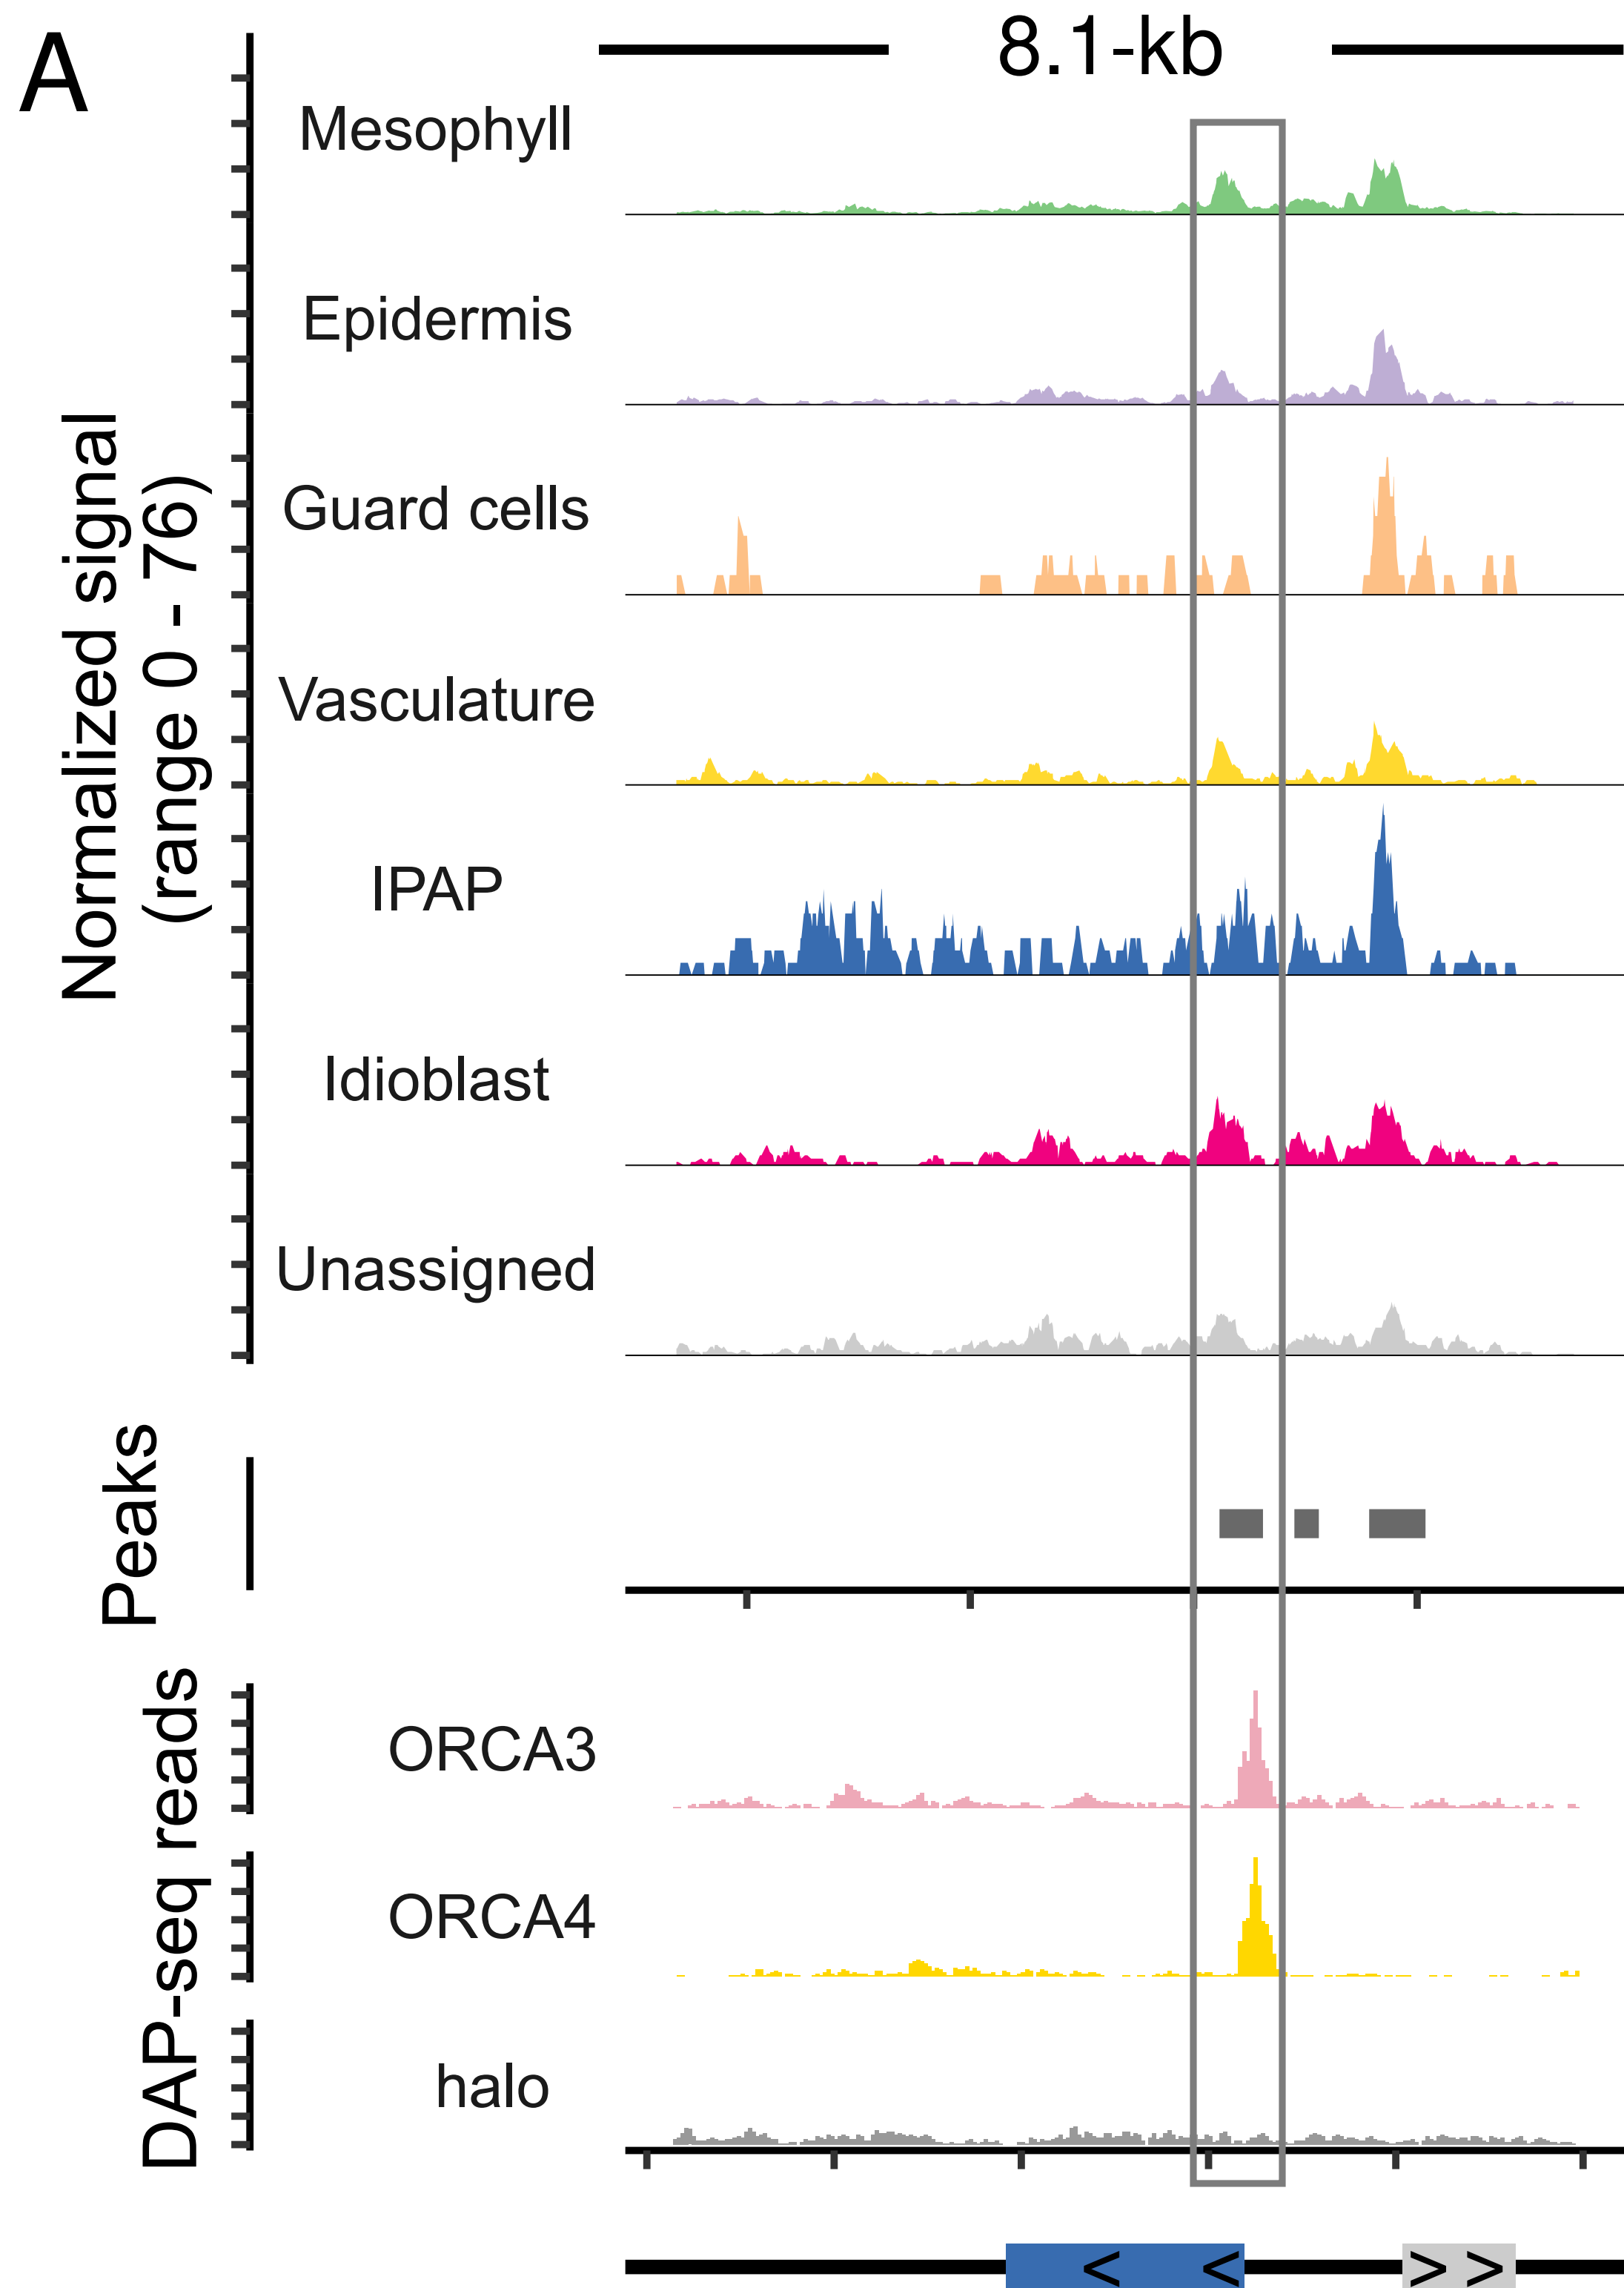 A
8.1-kb
Mesophyll
Epidermis
Guard cells
Vasculature
IPAP
Idioblast
Unassigned
Normalized signal
(range 0 - 76)
Peaks
DAP-seq reads
ORCA3
ORCA4
halo
< < > >